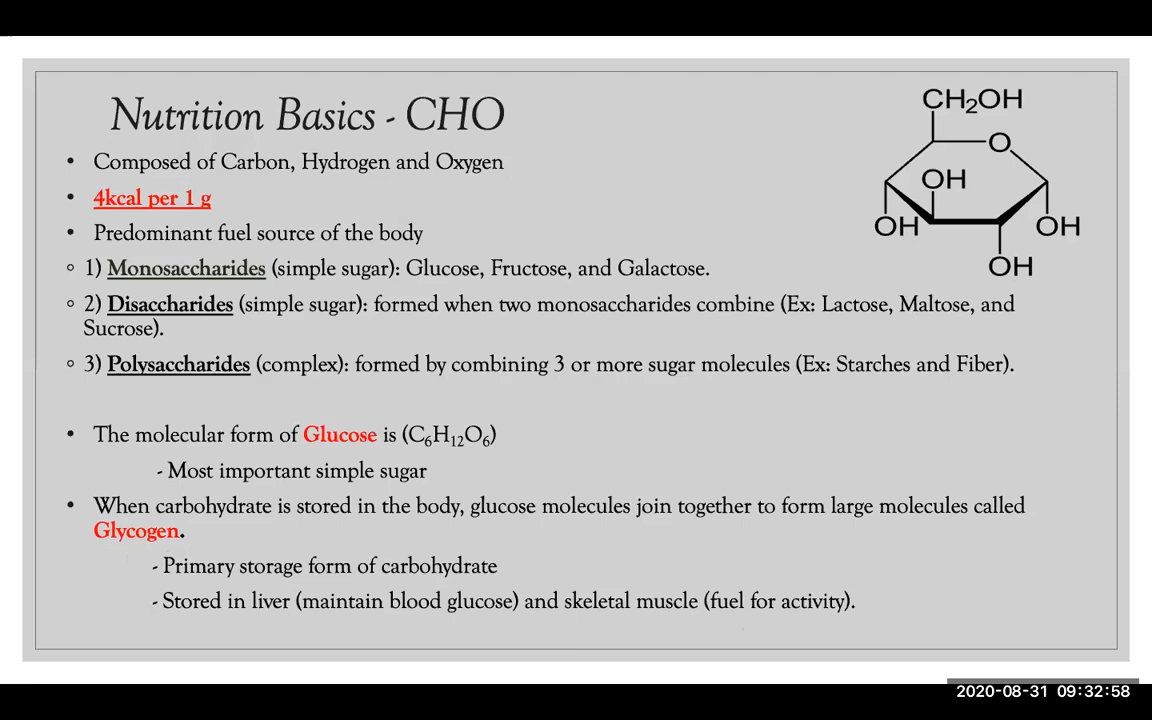 Nutrition Basics - CHO
• Composed of Carbon, Hydrogen and Oxygen
• 4kcal per 1 g
• Predominant fuel source of the body
◦ 1) Monosaccharides (simple sugar): Glucose, Fructose, and Galactose.
◦ 2) Disaccharides (simple sugar): formed when two monosaccharides combine (Ex: Lactose, Maltose, and
Sucrose).
◦ 3) Polysaccharides (complex): formed by combining 3 or more sugar molecules (Ex: Starches and Fiber).
• The molecular form of Glucose is (C₆H₁₂O₆)
- Most important simple sugar
• When carbohydrate is stored in the body, glucose molecules join together to form large molecules called
Glycogen.
- Primary storage form of carbohydrate
- Stored in liver (maintain blood glucose) and skeletal muscle (fuel for activity).
CH₂OH
O
OH
OH
OH
OH
2020-08-31 09:32:58